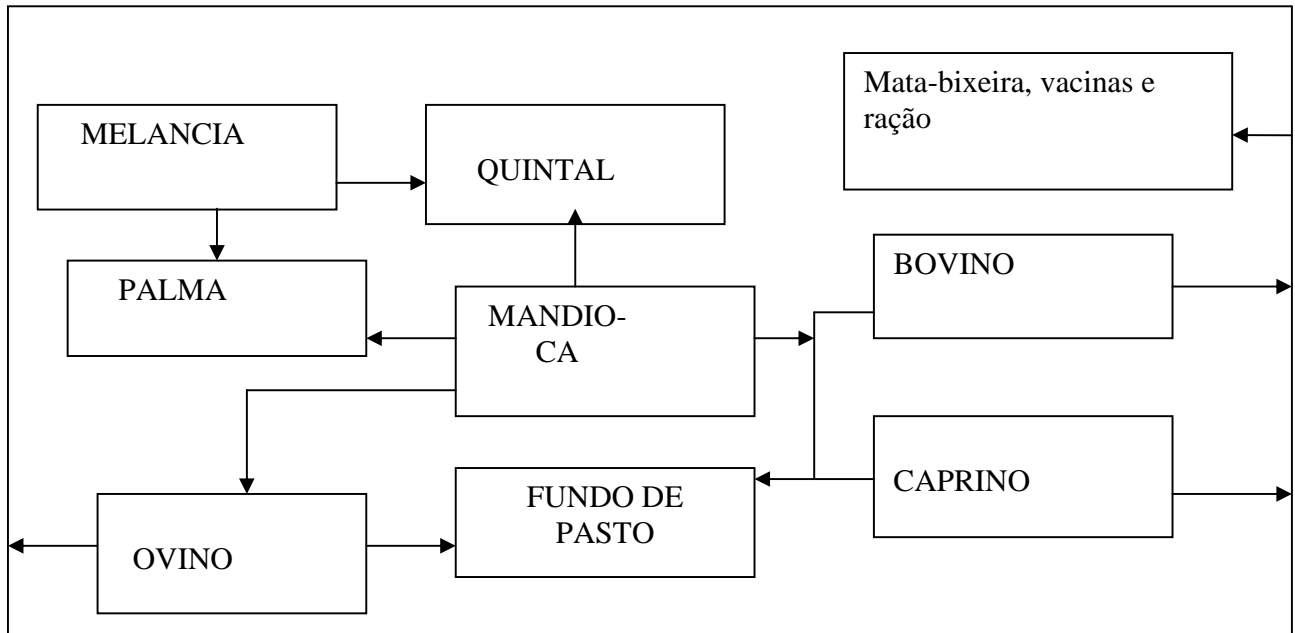 Mata-bixeira, vacinas e
ração
MELANCIA
QUINTAL
PALMA
BOVINO
MANDIO-
CA
FUNDO DE
PASTO
CAPRINO
OVINO